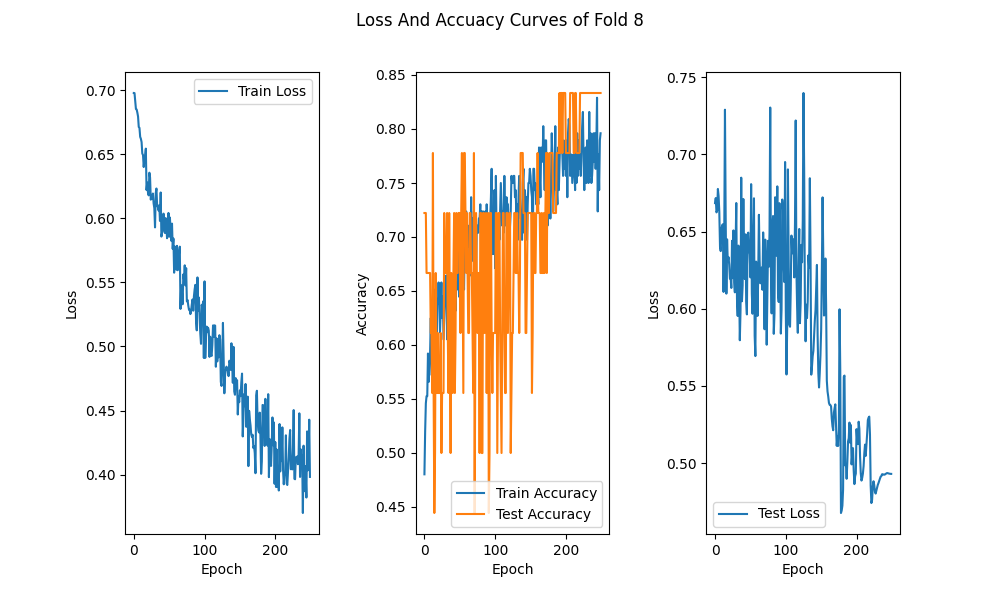 Loss And Accuacy Curves of Fold 8
0.70
0.65
0.60
0.55
0.50
0.45
0.40
Loss
Train Loss
0 100 200
Epoch
0.85
0.80
0.75
0.70
0.65
0.60
0.55
0.50
0.45
Accuracy
Train Accuracy
Test Accuracy
0 100 200
Epoch
0.75
0.70
0.65
0.60
0.55
0.50
Loss
Test Loss
0 100 200
Epoch